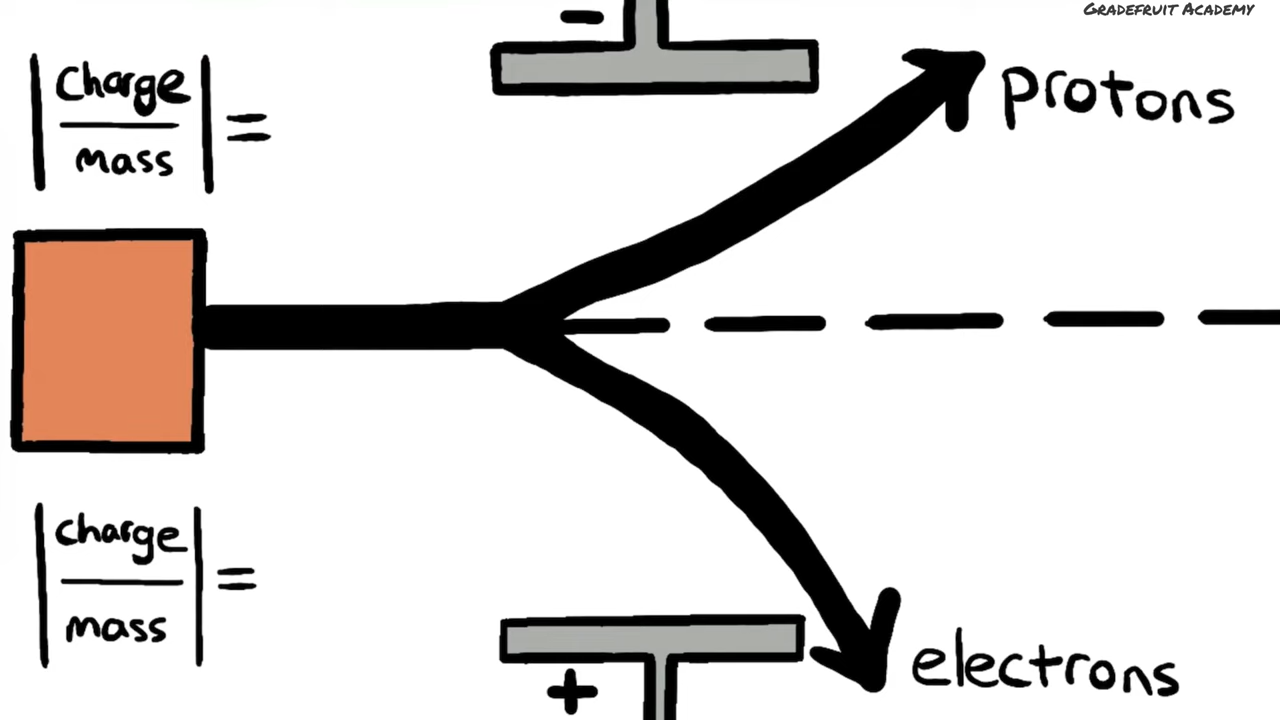 Gradefruit Academy
-
|charge/mass| =
protons
|charge/mass| =
electrons
+